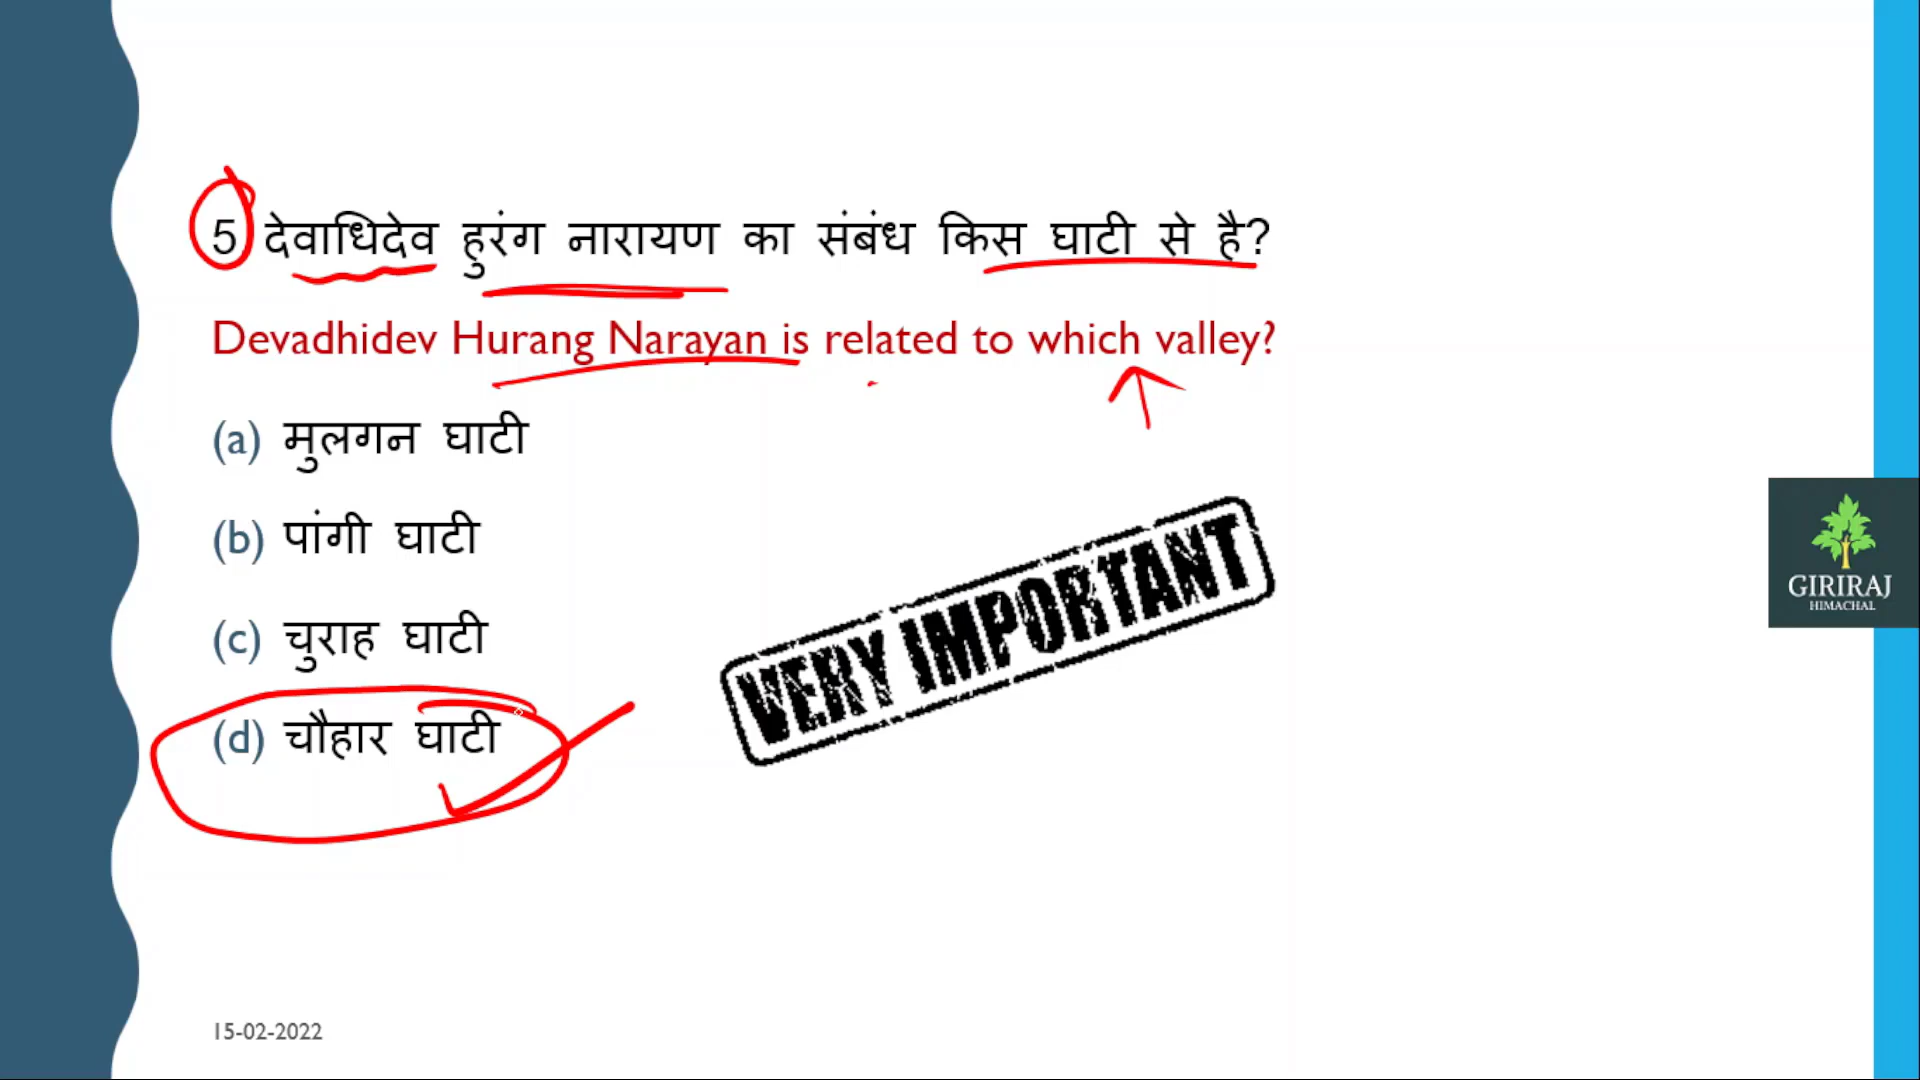 5 देवाधिदेव हुरंग नारायण का संबंध किस घाटी से है?
Devadhidev Hurang Narayan is related to which valley?
(a) मुलगन घाटी
(b) पांगी घाटी
(c) चुराह घाटी
(d) चौहार घाटी
VERY IMPORTANT
GIRIRAJ
HIMACHAL
15-02-2022